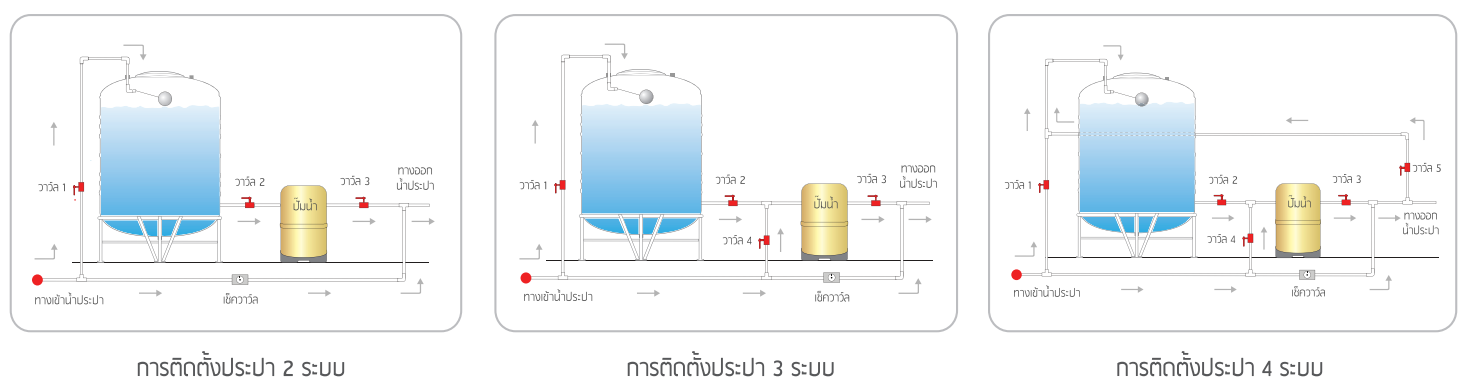 วาวัล 1
วาวัล 2
วาวัล 3
ทางออก
น้ำประปา
ปั๊มน้ำ
ทางเข้าน้ำประปา
เช็ควาวัล
การติดตั้งประปา 2 ระบบ
วาวัล 1
วาวัล 2
วาวัล 3
ทางออก
น้ำประปา
ปั๊มน้ำ
วาวัล 4
ทางเข้าน้ำประปา
เช็ควาวัล
การติดตั้งประปา 3 ระบบ
วาวัล 5
วาวัล 1
วาวัล 2
วาวัล 3
ปั๊มน้ำ
ทางออก
น้ำประปา
วาวัล 4
ทางเข้าน้ำประปา
เช็ควาวัล
การติดตั้งประปา 4 ระบบ